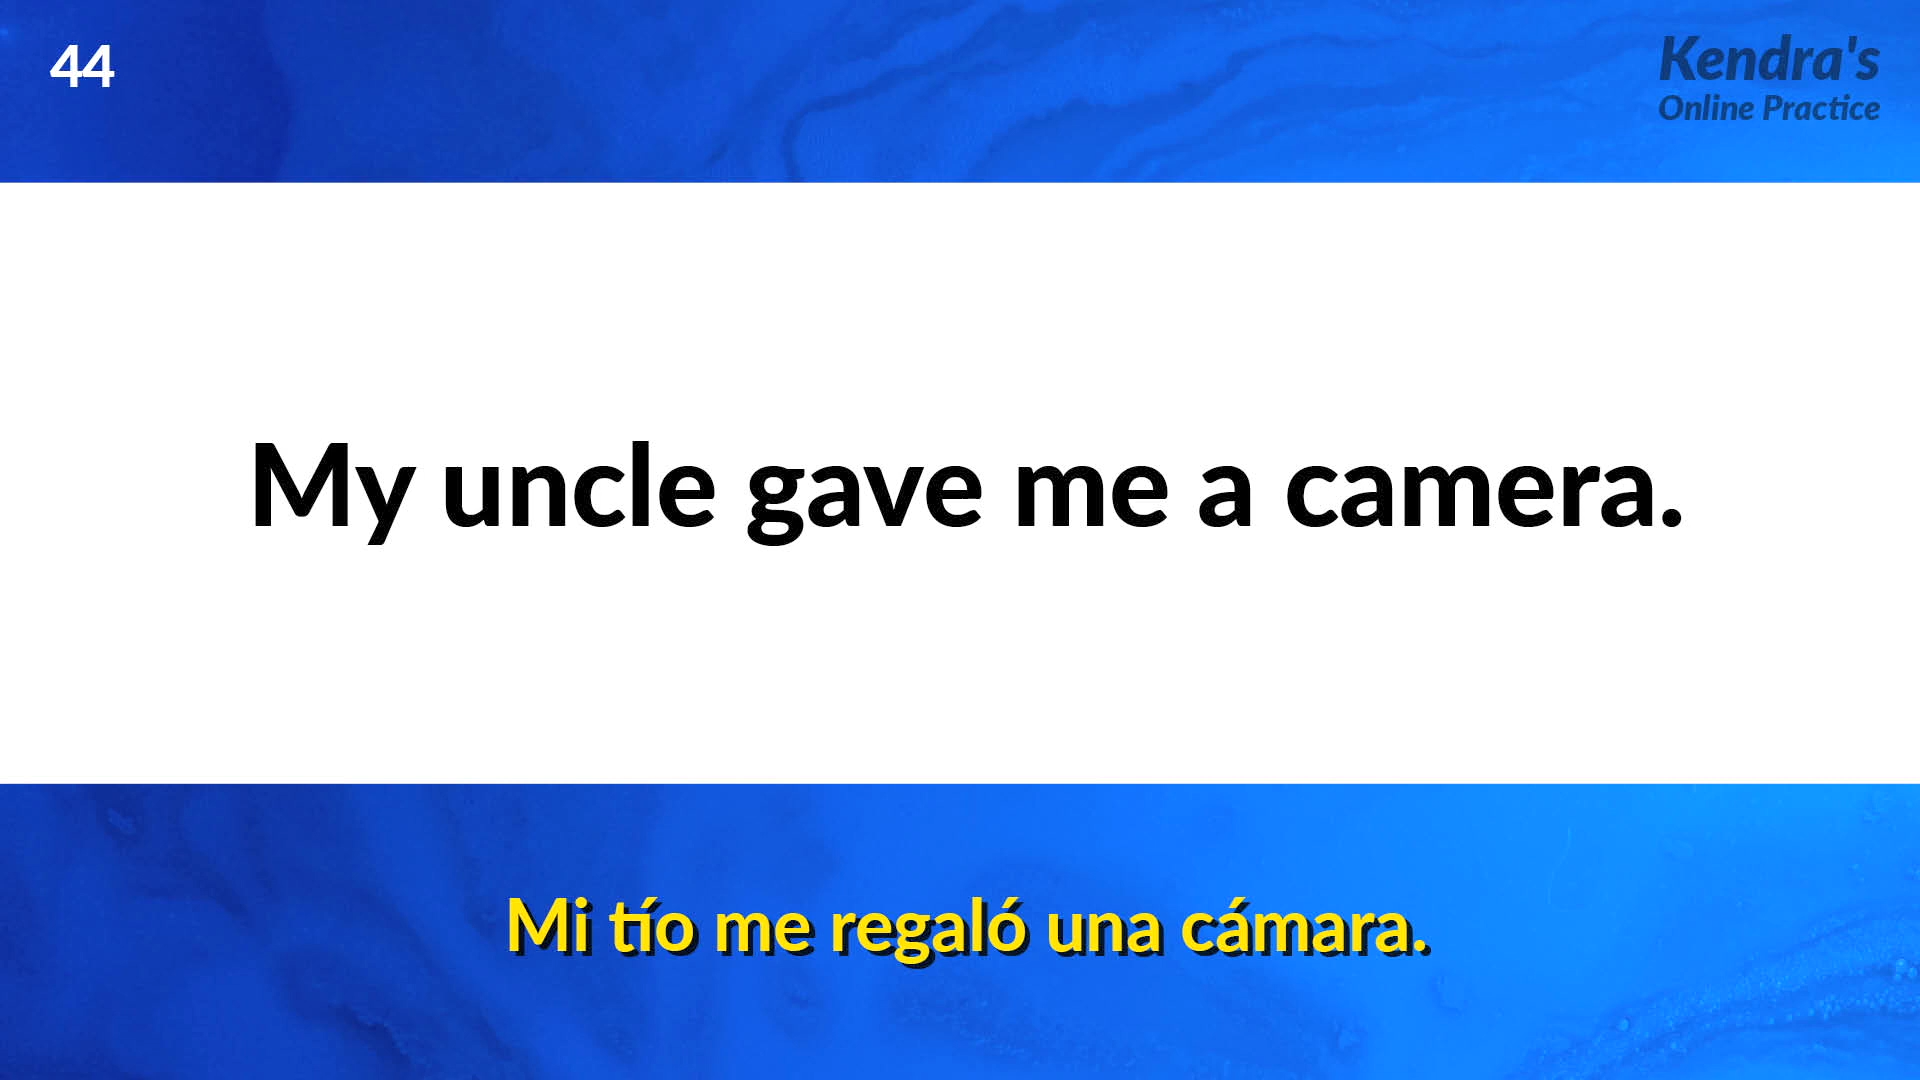 44
Kendra's
Online Practice
My uncle gave me a camera.
Mi tío me regaló una cámara.